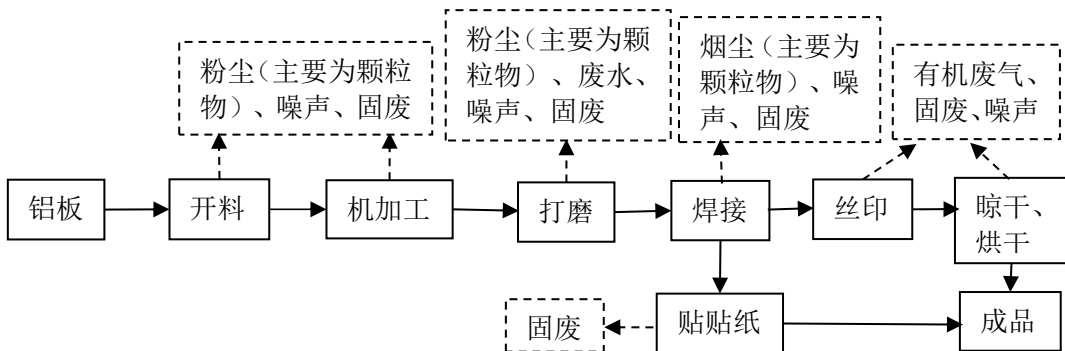 粉尘（主要为颗粒
物）、噪声、固废
粉尘（主要为颗
粒物）、废水、
噪声、固废
烟尘（主要为
颗粒物）、噪
声、固废
有机废气、
固废、噪声
铝板
开料
机加工
打磨
焊接
丝印
晾干、
烘干
固废
贴贴纸
成品